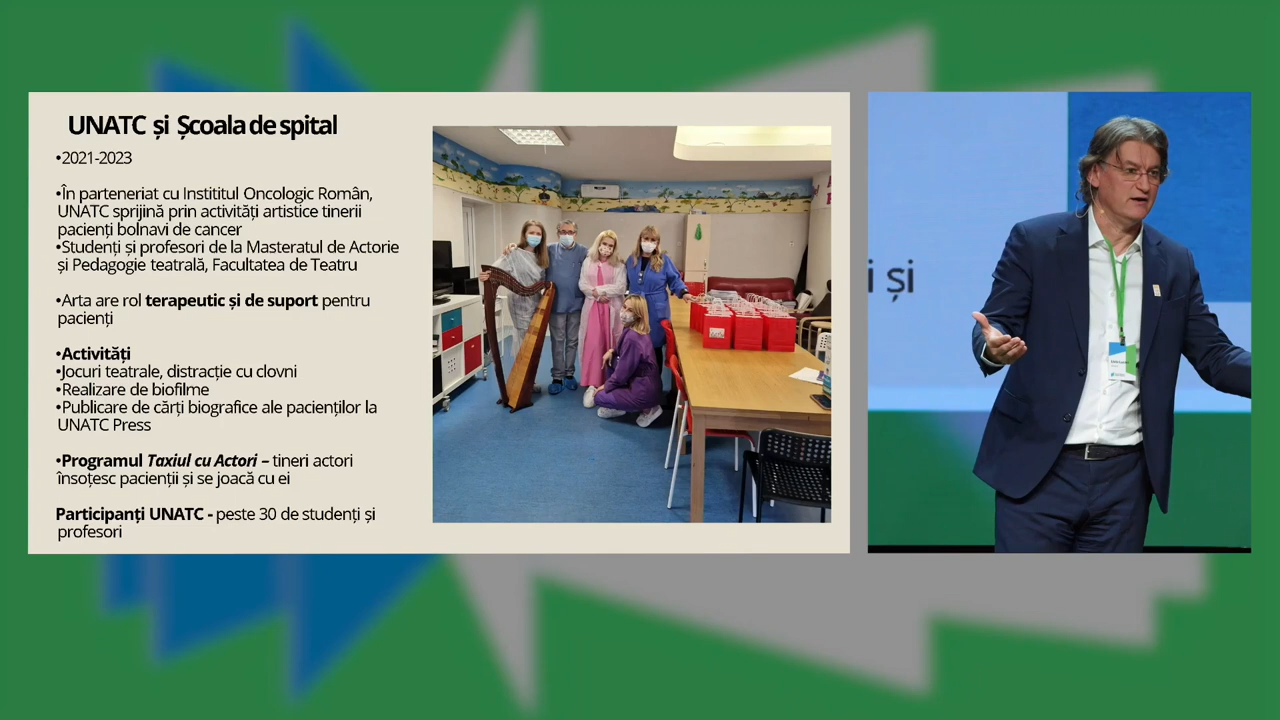 UNATC și Școala de spital
•2021-2023
•În parteneriat cu Instititul Oncologic Român,
UNATC sprijină prin activități artistice tinerii
pacienți bolnavi de cancer
•Studenți și profesori de la Masteratul de Actorie
și Pedagogie teatrală, Facultatea de Teatru
•Arta are rol terapeutic și de suport pentru
pacienți
•Activități
•Jocuri teatrale, distracție cu clovni
•Realizare de biofilme
•Publicare de cărți biografice ale pacienților la
UNATC Press
•Programul Taxiul cu Actori – tineri actori
însoțesc pacienții și se joacă cu ei
Participanți UNATC - peste 30 de studenți și
profesori
i și